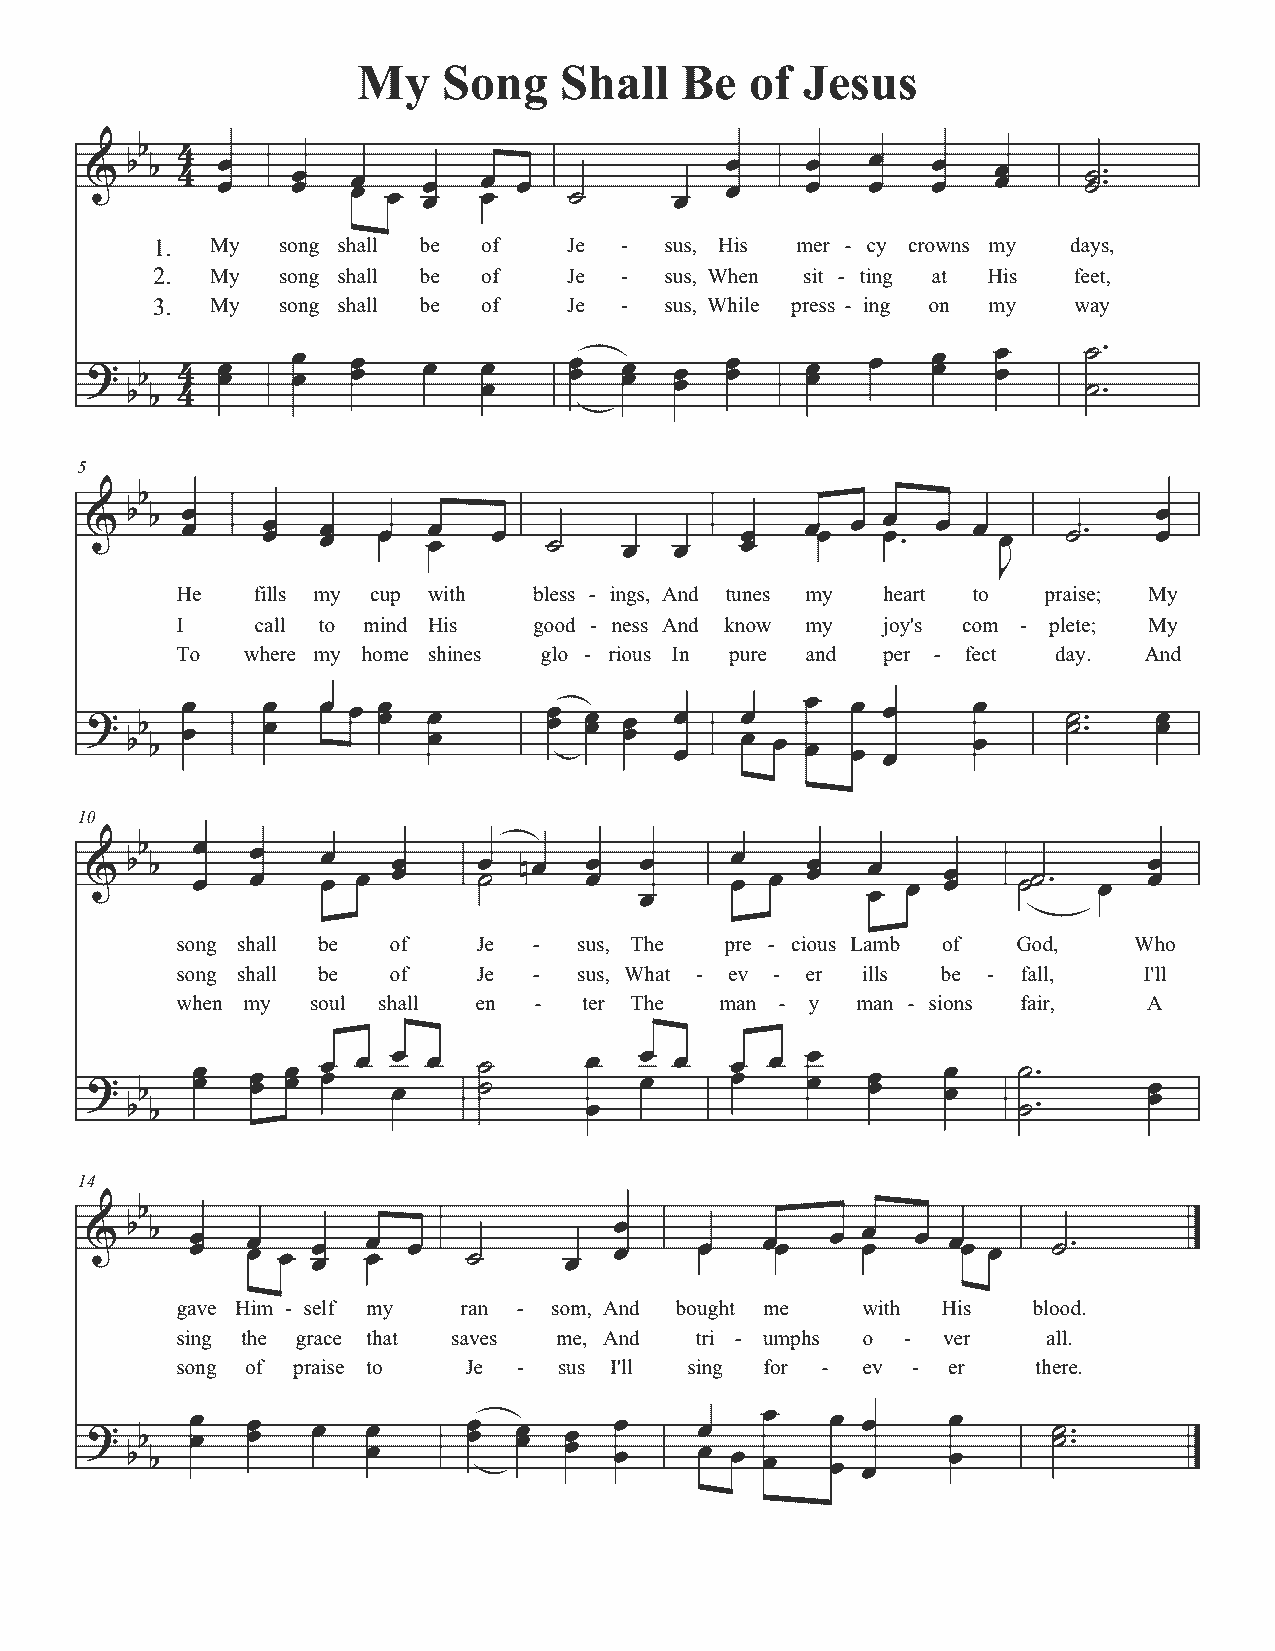 My Song Shall Be of Jesus
1. My song shall be of Je - sus, His mer - cy crowns my days,
2. My song shall be of Je - sus, When sit - ting at His feet,
3. My song shall be of Je - sus, While press - ing on my way
5
He fills my cup with bless - ings, And tunes my heart to praise; My
I call to mind His good - ness And know my joy's com - plete; My
To where my home shines glo - rious In pure and per - fect day. And
10
song shall be of Je - sus, The pre - cious Lamb of God, Who
song shall be of Je - sus, What - ev - er ills be - fall, I'll
when my soul shall en - ter The man - y man - sions fair, A
14
gave Him - self my ran - som, And bought me with His blood.
sing the grace that saves me, And tri - umphs o - ver all.
song of praise to Je - sus I'll sing for - ev - er there.